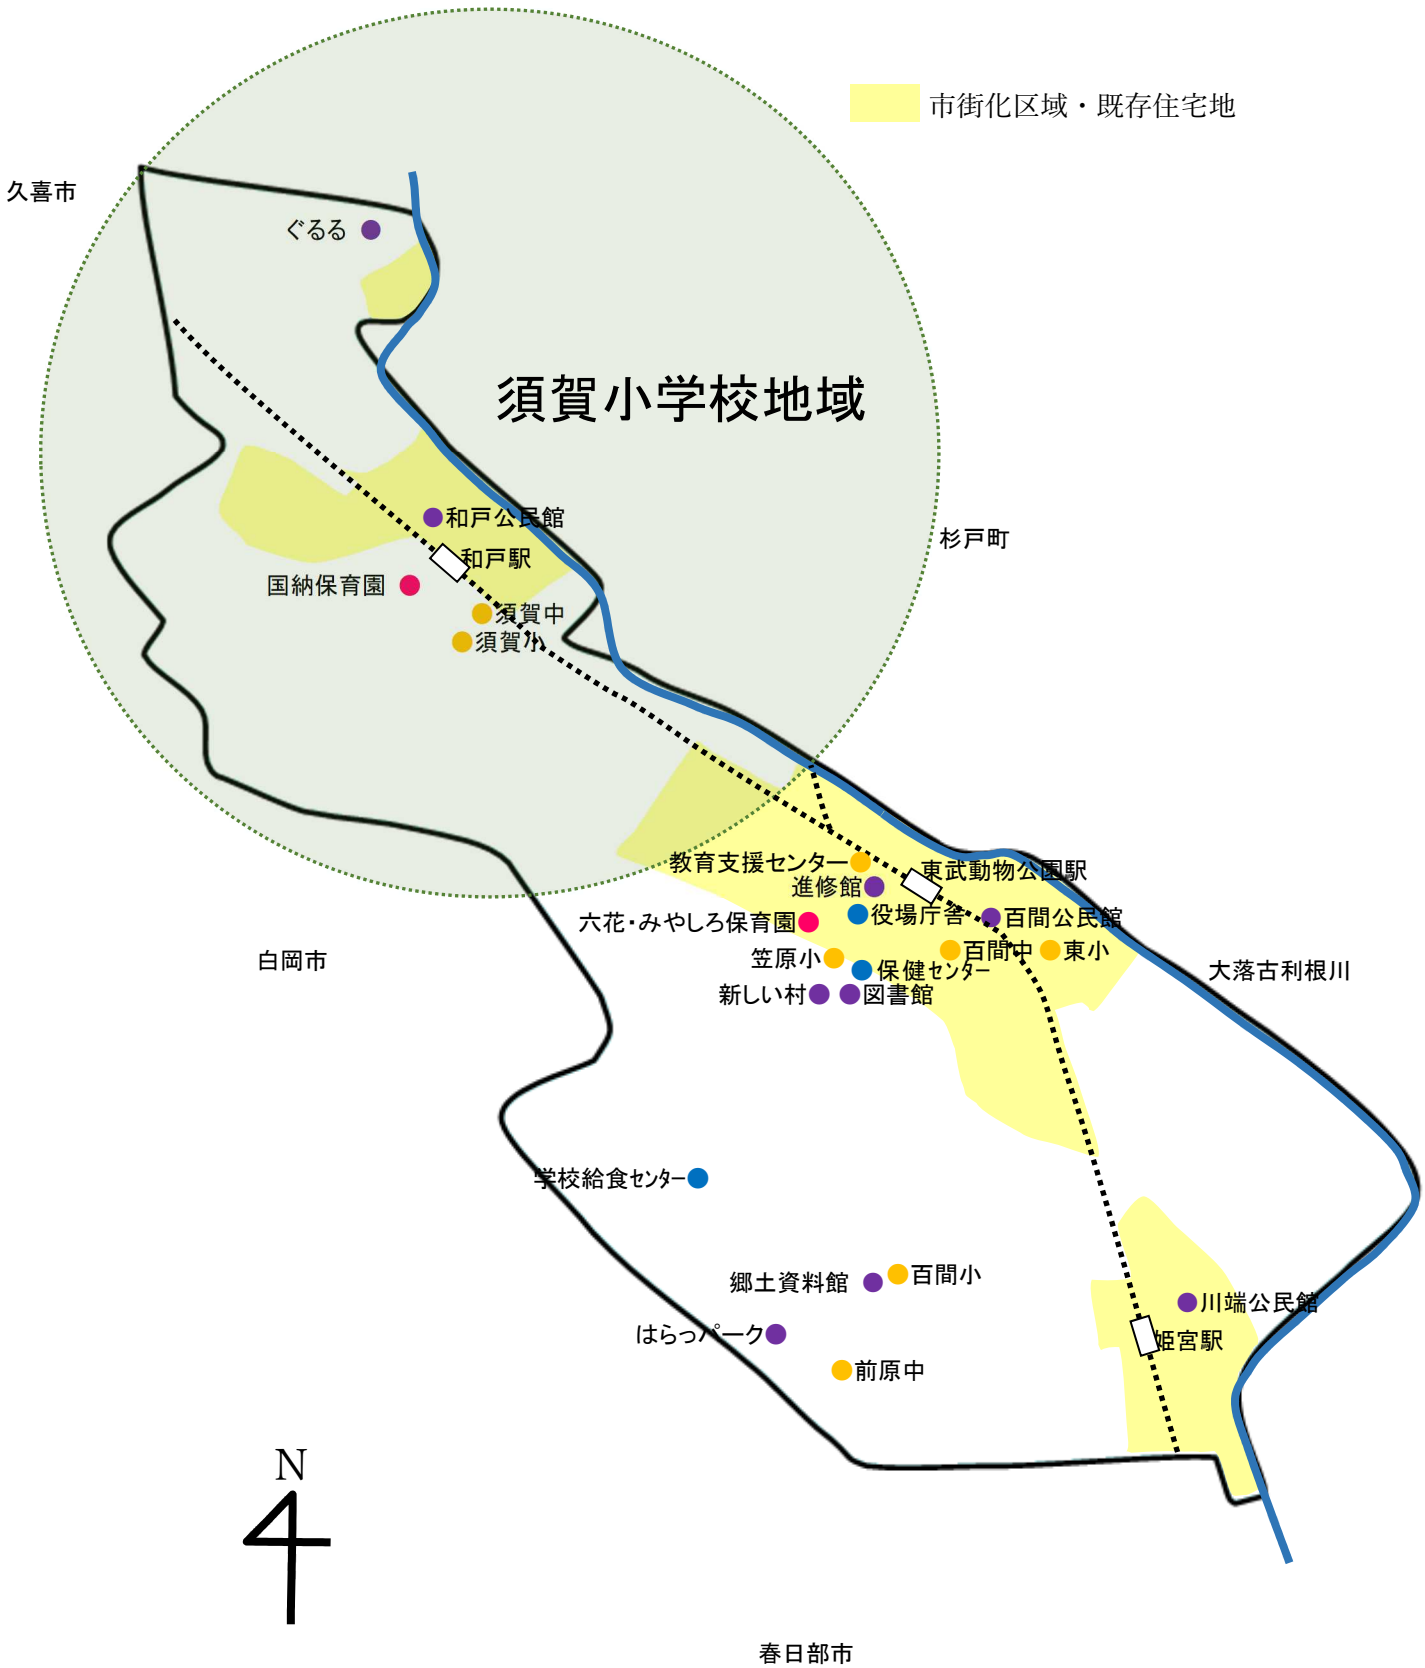 市街化区域・既存住宅地
久喜市
ぐるる
須賀小学校地域
和戸公民館
杉戸町
和戸駅
国納保育園
須賀中
須賀小
教育支援センター
東武動物公園駅
進修館
役場庁舎
百間公民館
六花・みやしろ保育園
百間中
東小
笠原小
保健センター
白岡市
大落古利根川
新しい村
図書館
学校給食センター
百間小
郷土資料館
川端公民館
はらっパーク
姫宮駅
前原中
N
春日部市